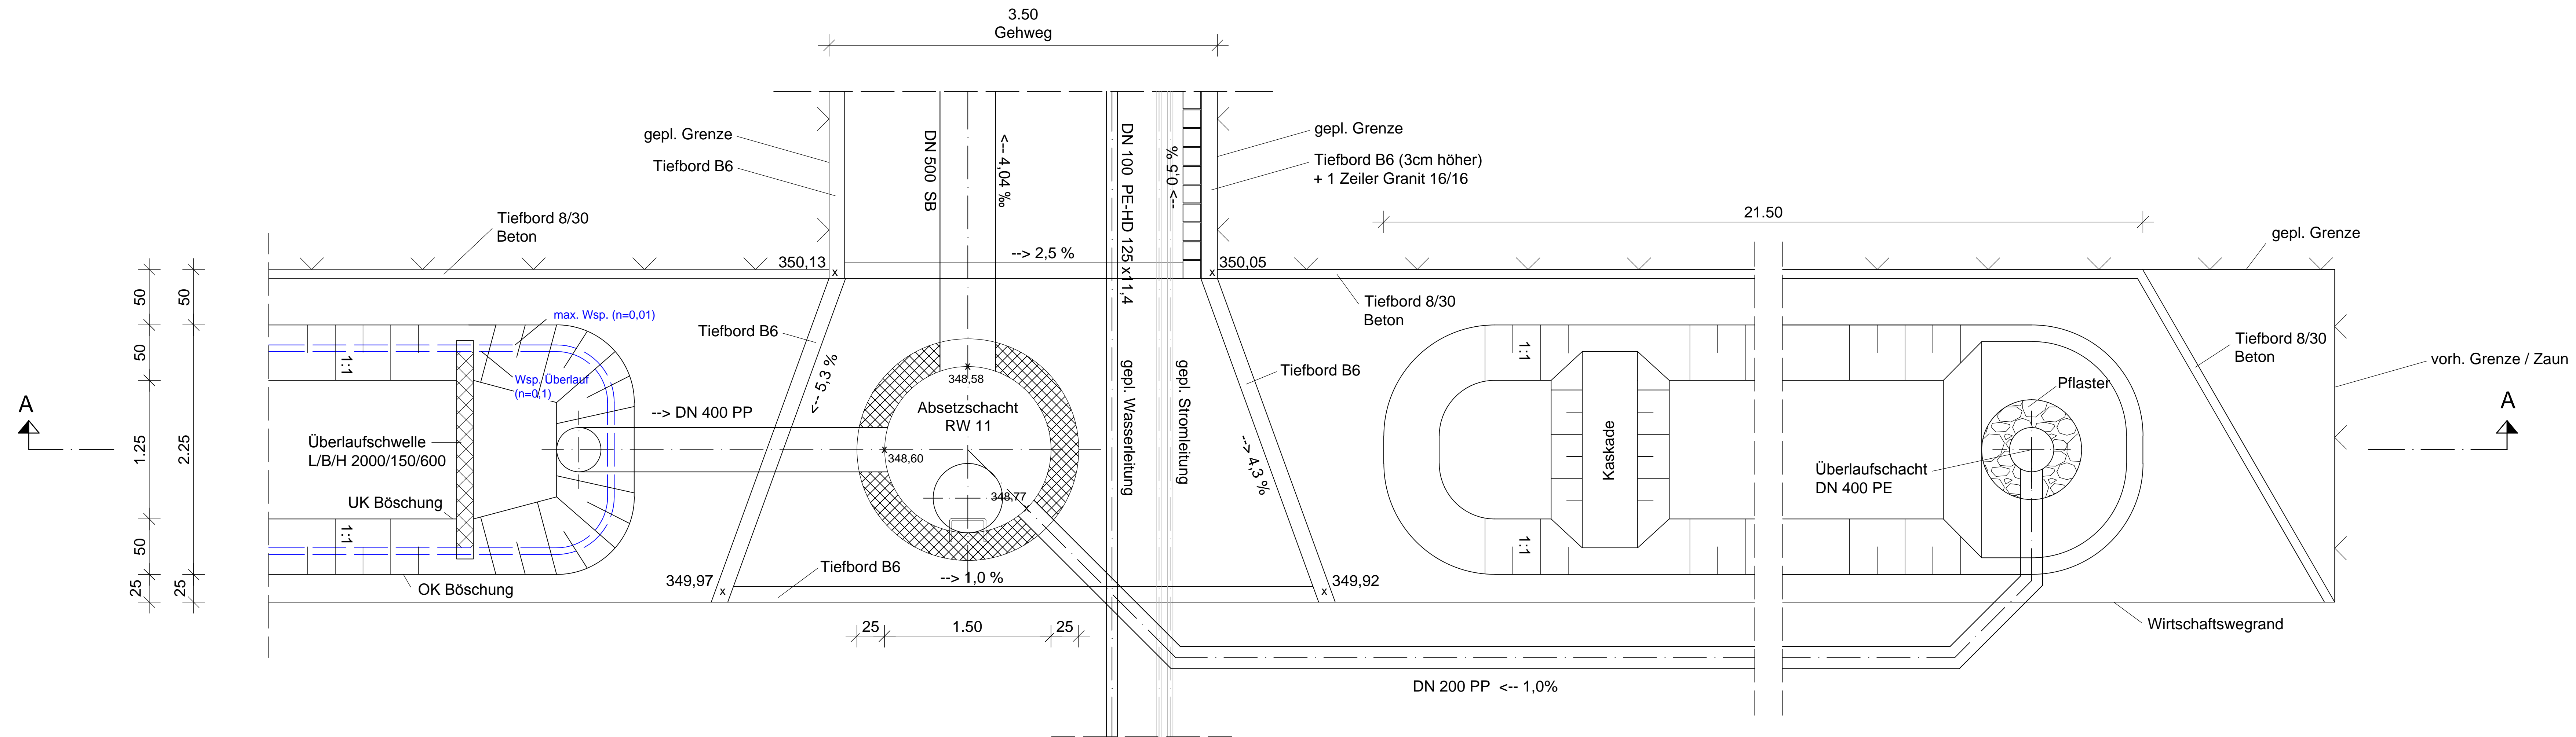 3.50
Gehweg
gepl. Grenze
Tiefbord B6
DN 500 SB
<-- 4,04 ‰
DN 100 PE-HD 125 x11,4
<-- 0,5 %
gepl. Grenze
Tiefbord B6 (3cm höher)
+ 1 Zeiler Granit 16/16
Tiefbord 8/30
Beton
21.50
gepl. Grenze
350,13
x
--> 2,5 %
x
350,05
50
50
Tiefbord 8/30
Beton
max. Wsp. (n=0,01)
Tiefbord B6
Tiefbord 8/30
Beton
50
1:1
Wsp. Überlauf
(n=0,1)
<-- 5,3 %
x
348,58
gepl. Wasserleitung
gepl. Stromleitung
Tiefbord B6
1:1
vorh. Grenze / Zaun
Pflaster
A
--> DN 400 PP
Absetzschacht
RW 11
A
1.25
2.25
Überlaufschwelle
L/B/H 2000/150/600
x
348,60
--> 4,3 %
Kaskade
Überlaufschacht
DN 400 PE
348,77
x
UK Böschung
50
1:1
1:1
25
25
OK Böschung
349,97
x
Tiefbord B6
--> 1,0 %
x
349,92
25
1.50
25
Wirtschaftswegrand
DN 200 PP <-- 1,0%